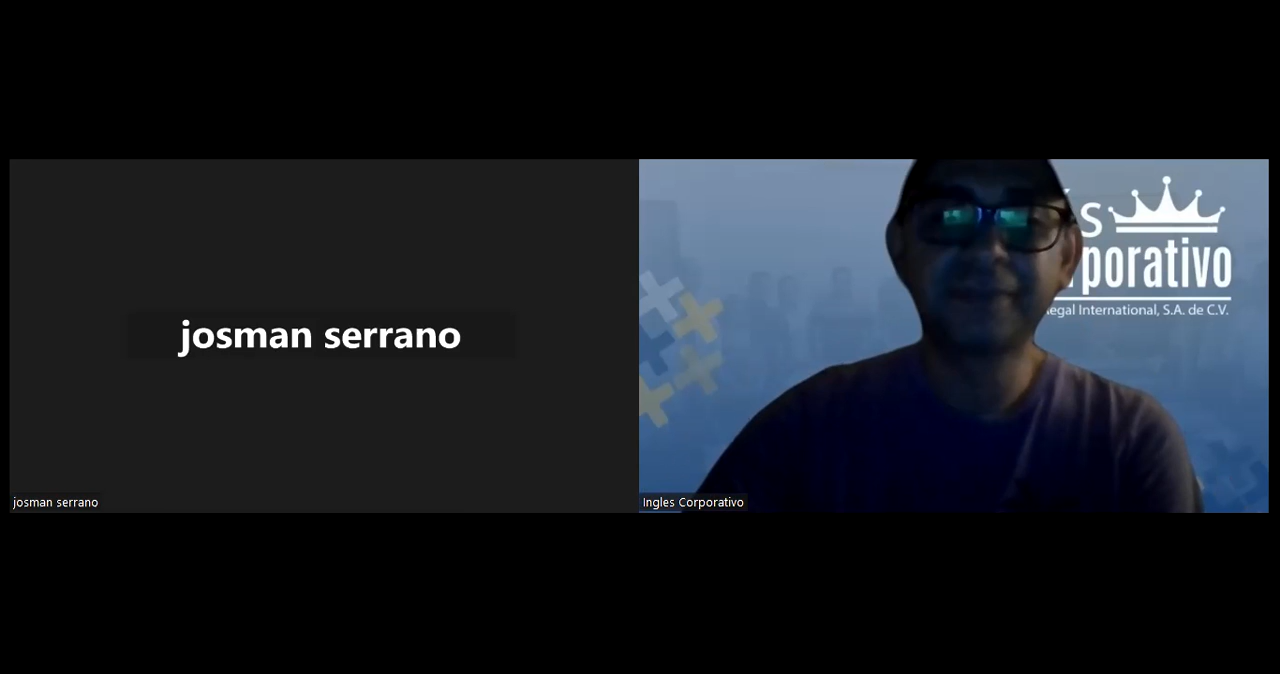 josman serrano
josman serrano
s
porativo
egal International, S.A. de C.V.
Ingles Corporativo